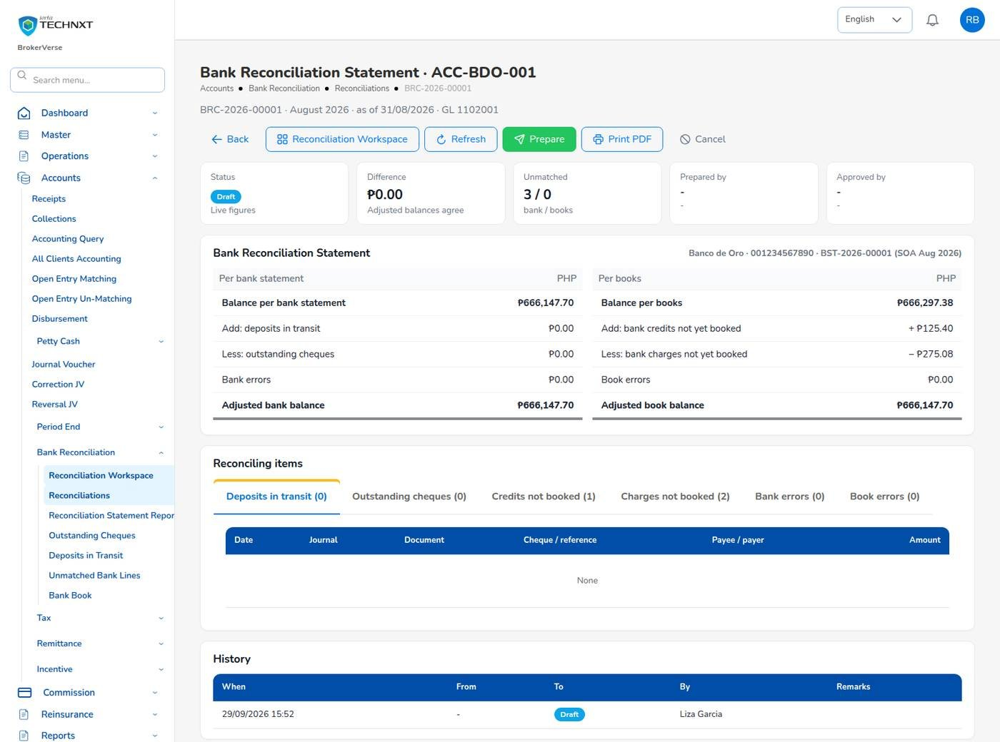 iorta
TECHNXT
BrokerVerse
Search menu...
Dashboard
Master
Operations
Accounts
Receipts
Collections
Accounting Query
All Clients Accounting
Open Entry Matching
Open Entry Un-Matching
Disbursement
Petty Cash
Journal Voucher
Correction JV
Reversal JV
Period End
Bank Reconciliation
Reconciliation Workspace
Reconciliations
Reconciliation Statement Repor
Outstanding Cheques
Deposits in Transit
Unmatched Bank Lines
Bank Book
Tax
Remittance
Incentive
Commission
Reinsurance
Reports
English
RB
Bank Reconciliation Statement · ACC-BDO-001
Accounts • Bank Reconciliation • Reconciliations • BRC-2026-00001
BRC-2026-00001 · August 2026 · as of 31/08/2026 · GL 1102001
Back Reconciliation Workspace Refresh Prepare Print PDF Cancel
Status
Draft
Live figures
Difference
₱0.00
Adjusted balances agree
Unmatched
3 / 0
bank / books
Prepared by
-
-
Approved by
-
-
Bank Reconciliation Statement
Banco de Oro · 001234567890 · BST-2026-00001 (SOA Aug 2026)
Per bank statement PHP
Balance per bank statement ₱666,147.70
Add: deposits in transit ₱0.00
Less: outstanding cheques ₱0.00
Bank errors ₱0.00
Adjusted bank balance ₱666,147.70
Per books PHP
Balance per books ₱666,297.38
Add: bank credits not yet booked + ₱125.40
Less: bank charges not yet booked − ₱275.08
Book errors ₱0.00
Adjusted book balance ₱666,147.70
Reconciling items
Deposits in transit (0) Outstanding cheques (0) Credits not booked (1) Charges not booked (2) Bank errors (0) Book errors (0)
Date Journal Document Cheque / reference Payee / payer Amount
None
History
When From To By Remarks
29/09/2026 15:52 - Draft Liza Garcia